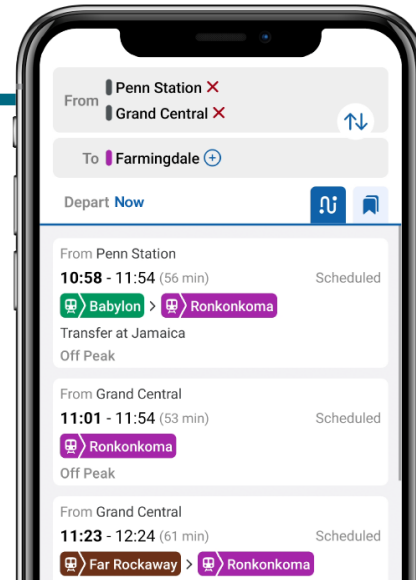 From
Penn Station
Grand Central
To Farmingdale
Depart Now
From Penn Station
10:58 - 11:54 (56 min) Scheduled
Babylon > Ronkonkoma
Transfer at Jamaica
Off Peak
From Grand Central
11:01 - 11:54 (53 min) Scheduled
Ronkonkoma
Off Peak
From Grand Central
11:23 - 12:24 (61 min) Scheduled
Far Rockaway > Ronkonkoma